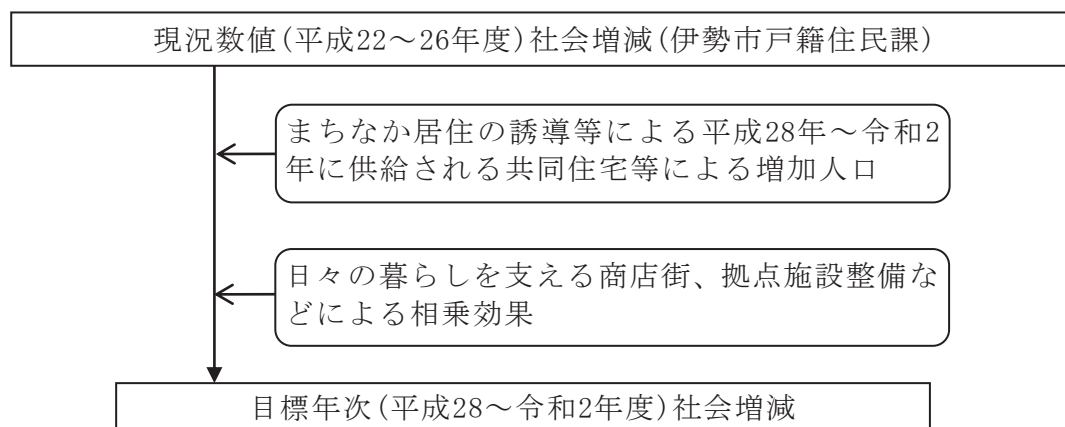 現況数値(平成22～26年度)社会増減(伊勢市戸籍住民課)
まちなか居住の誘導等による平成28年～令和2
年に供給される共同住宅等による増加人口
日々の暮らしを支える商店街、拠点施設整備な
どによる相乗効果
目標年次(平成28～令和2年度)社会増減